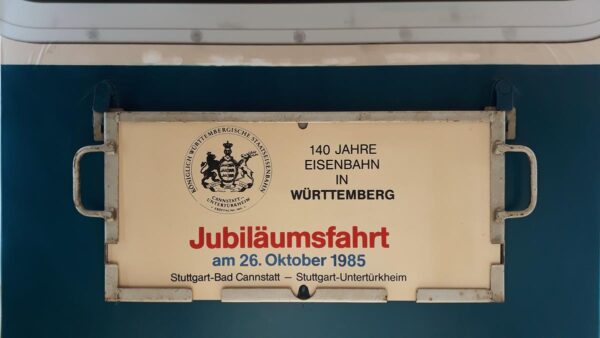 KÖNIGLICH WÜRTTEMBERGISCHE STAATSEISENBAHN
CANNSTATT –
UNTERTÜRKHEIM
140 JAHRE
EISENBAHN
IN
WÜRTTEMBERG
Jubiläumsfahrt
am 26. Oktober 1985
Stuttgart-Bad Cannstatt – Stuttgart-Untertürkheim